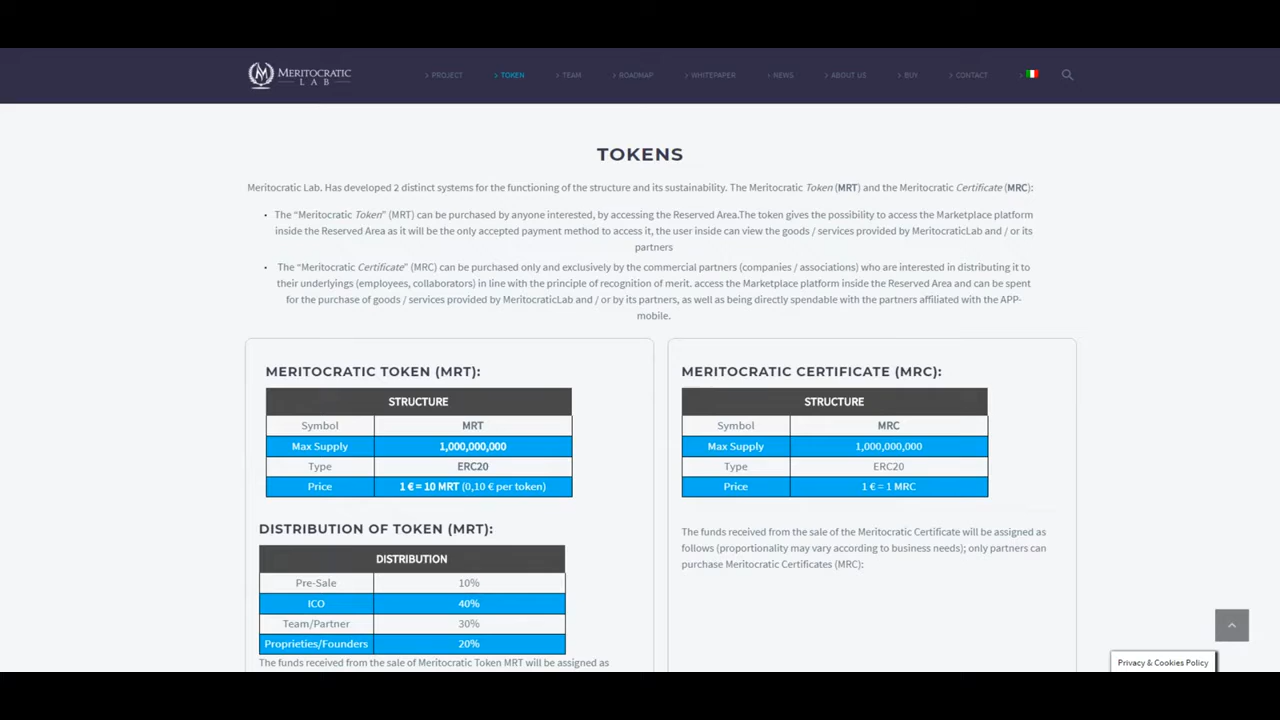 MERITOCRATIC
LAB
PROJECT
TOKEN
TEAM
ROADMAP
WHITEPAPER
NEWS
ABOUT US
BUY
CONTACT
TOKENS
Meritocratic Lab. Has developed 2 distinct systems for the functioning of the structure and its sustainability. The Meritocratic Token (MRT) and the Meritocratic Certificate (MRC):
• The “Meritocratic Token” (MRT) can be purchased by anyone interested, by accessing the Reserved Area.The token gives the possibility to access the Marketplace platform
inside the Reserved Area as it will be the only accepted payment method to access it, the user inside can view the goods / services provided by MeritocraticLab and / or its
partners
• The “Meritocratic Certificate” (MRC) can be purchased only and exclusively by the commercial partners (companies / associations) who are interested in distributing it to
their underlyings (employees, collaborators) in line with the principle of recognition of merit. access the Marketplace platform inside the Reserved Area and can be spent
for the purchase of goods / services provided by MeritocraticLab and / or by its partners, as well as being directly spendable with the partners affiliated with the APP-
mobile.
MERITOCRATIC TOKEN (MRT):
STRUCTURE
Symbol MRT
Max Supply 1,000,000,000
Type ERC20
Price 1 € = 10 MRT (0,10 € per token)
DISTRIBUTION OF TOKEN (MRT):
DISTRIBUTION
Pre-Sale 10%
ICO 40%
Team/Partner 30%
Proprieties/Founders 20%
The funds received from the sale of Meritocratic Token MRT will be assigned as
MERITOCRATIC CERTIFICATE (MRC):
STRUCTURE
Symbol MRC
Max Supply 1,000,000,000
Type ERC20
Price 1 € = 1 MRC
The funds received from the sale of the Meritocratic Certificate will be assigned as
follows (proportionality may vary according to business needs); only partners can
purchase Meritocratic Certificates (MRC):
Privacy & Cookies Policy